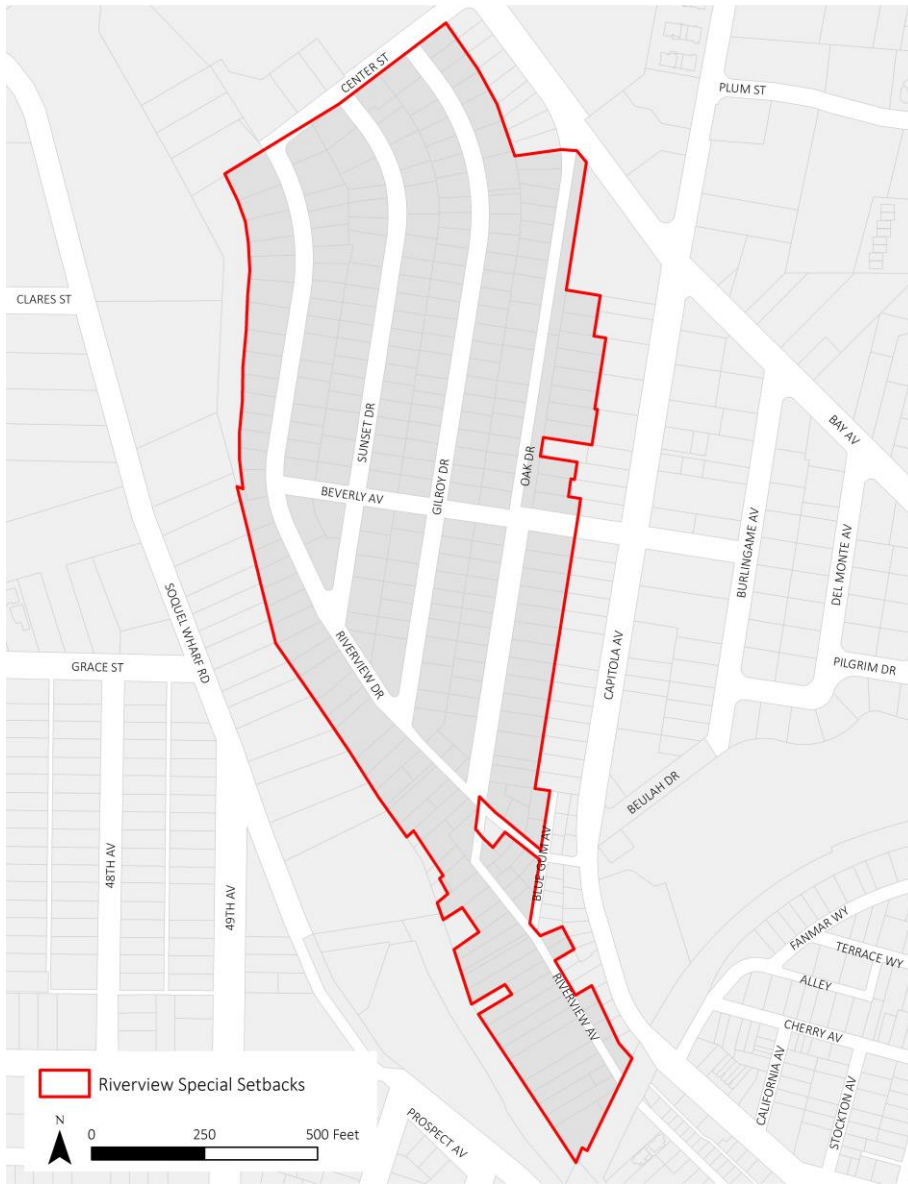 CENTER ST
PLUM ST
CLARES ST
SUNSET DR
GILROY DR
OAK DR
BAY AV
BEVERLY AV
BURLINGAME AV
DEL MONTE AV
SOQUEL WHARF RD
RIVERVIEW DR
GRACE ST
CAPITOLA AV
PILGRIM DR
BEULAH DR
48TH AV
49TH AV
BLUE GUM AV
FANMAR WY
TERRACE WY
ALLEY
RIVERVIEW AV
CHERRY AV
CALIFORNIA AV
STOCKTON AV
PROSPECT AV
Riverview Special Setbacks
N
0 250 500 Feet